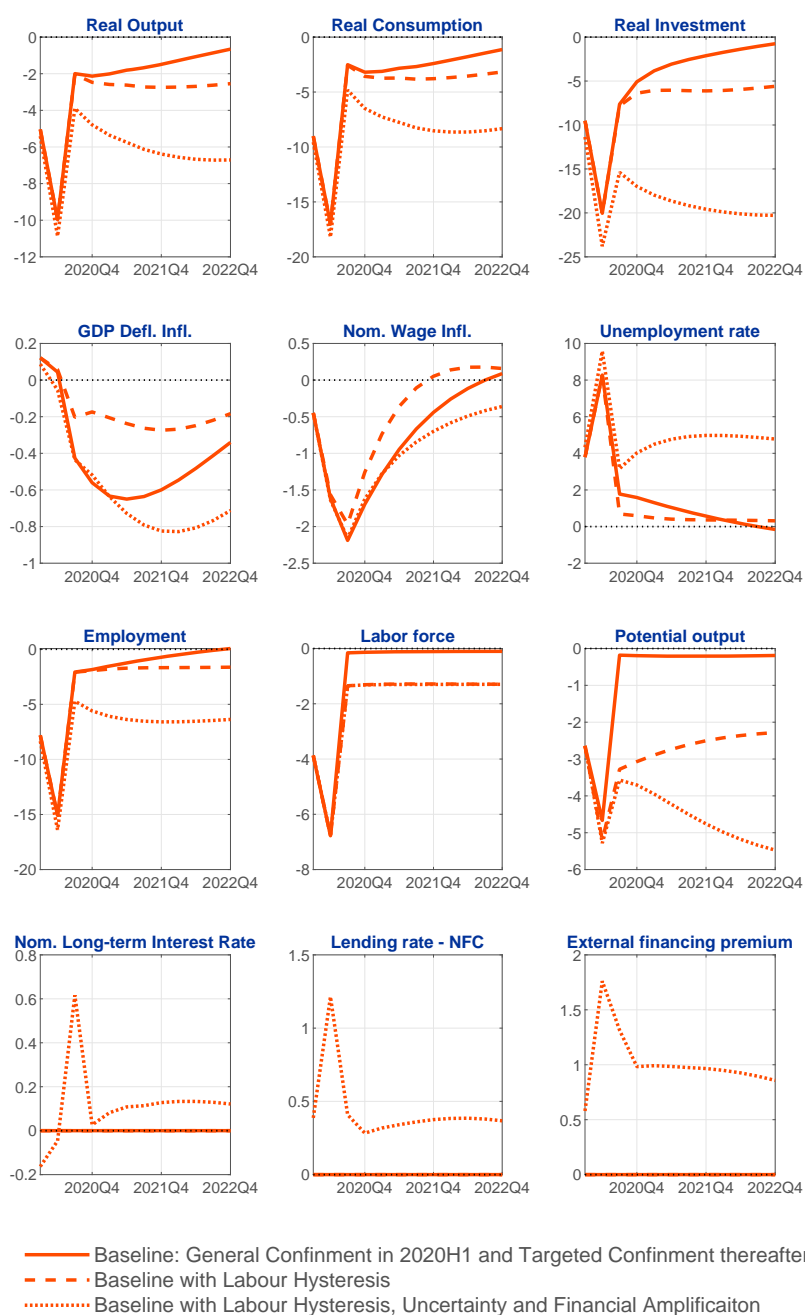 Real Output Real Consumption Real Investment
0 0 0
-2 -5 -5
-4 -10 -10
-6 -15 -15
-8 -20 -20
-10 -25
-12
2020Q4 2021Q4 2022Q4 2020Q4 2021Q4 2022Q4 2020Q4 2021Q4 2022Q4
GDP Defl. Infl. Nom. Wage Infl. Unemployment rate
0.2 0.5 10
0 0 8
-0.2 -0.5 6
-0.4 -1 4
-0.6 -1.5 2
-0.8 -2 0
-1 -2.5 -2
2020Q4 2021Q4 2022Q4 2020Q4 2021Q4 2022Q4 2020Q4 2021Q4 2022Q4
Employment Labor force Potential output
0 0 0
-5 -2 -1
-10 -4 -2
-15 -6 -3
-20 -8 -4
-5
-6
2020Q4 2021Q4 2022Q4 2020Q4 2021Q4 2022Q4 2020Q4 2021Q4 2022Q4
Nom. Long-term Interest Rate Lending rate - NFC External financing premium
0.8 1.5 2
0.6 1 1.5
0.4 0.5 1
0.2 0 0.5
0 0
-0.2
2020Q4 2021Q4 2022Q4 2020Q4 2021Q4 2022Q4 2020Q4 2021Q4 2022Q4
Baseline: General Confinment in 2020H1 and Targeted Confinment thereafter
Baseline with Labour Hysteresis
Baseline with Labour Hysteresis, Uncertainty and Financial Amplificaiton